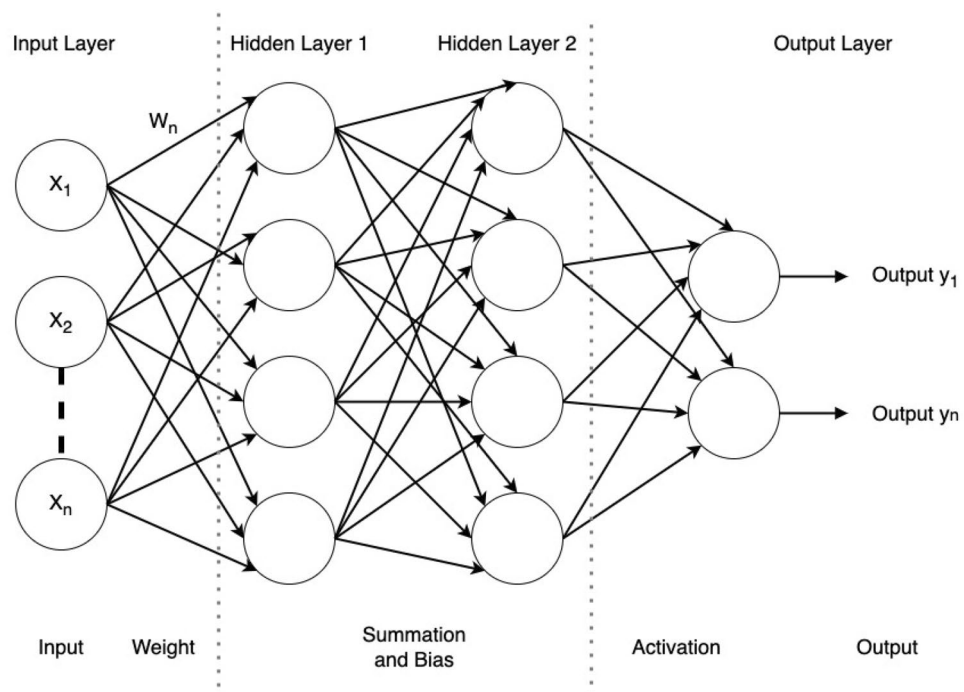 Input Layer
Hidden Layer 1
Hidden Layer 2
Output Layer
Wn
X1
X2
Xn
Output y1
Output yn
Input
Weight
Summation
and Bias
Activation
Output